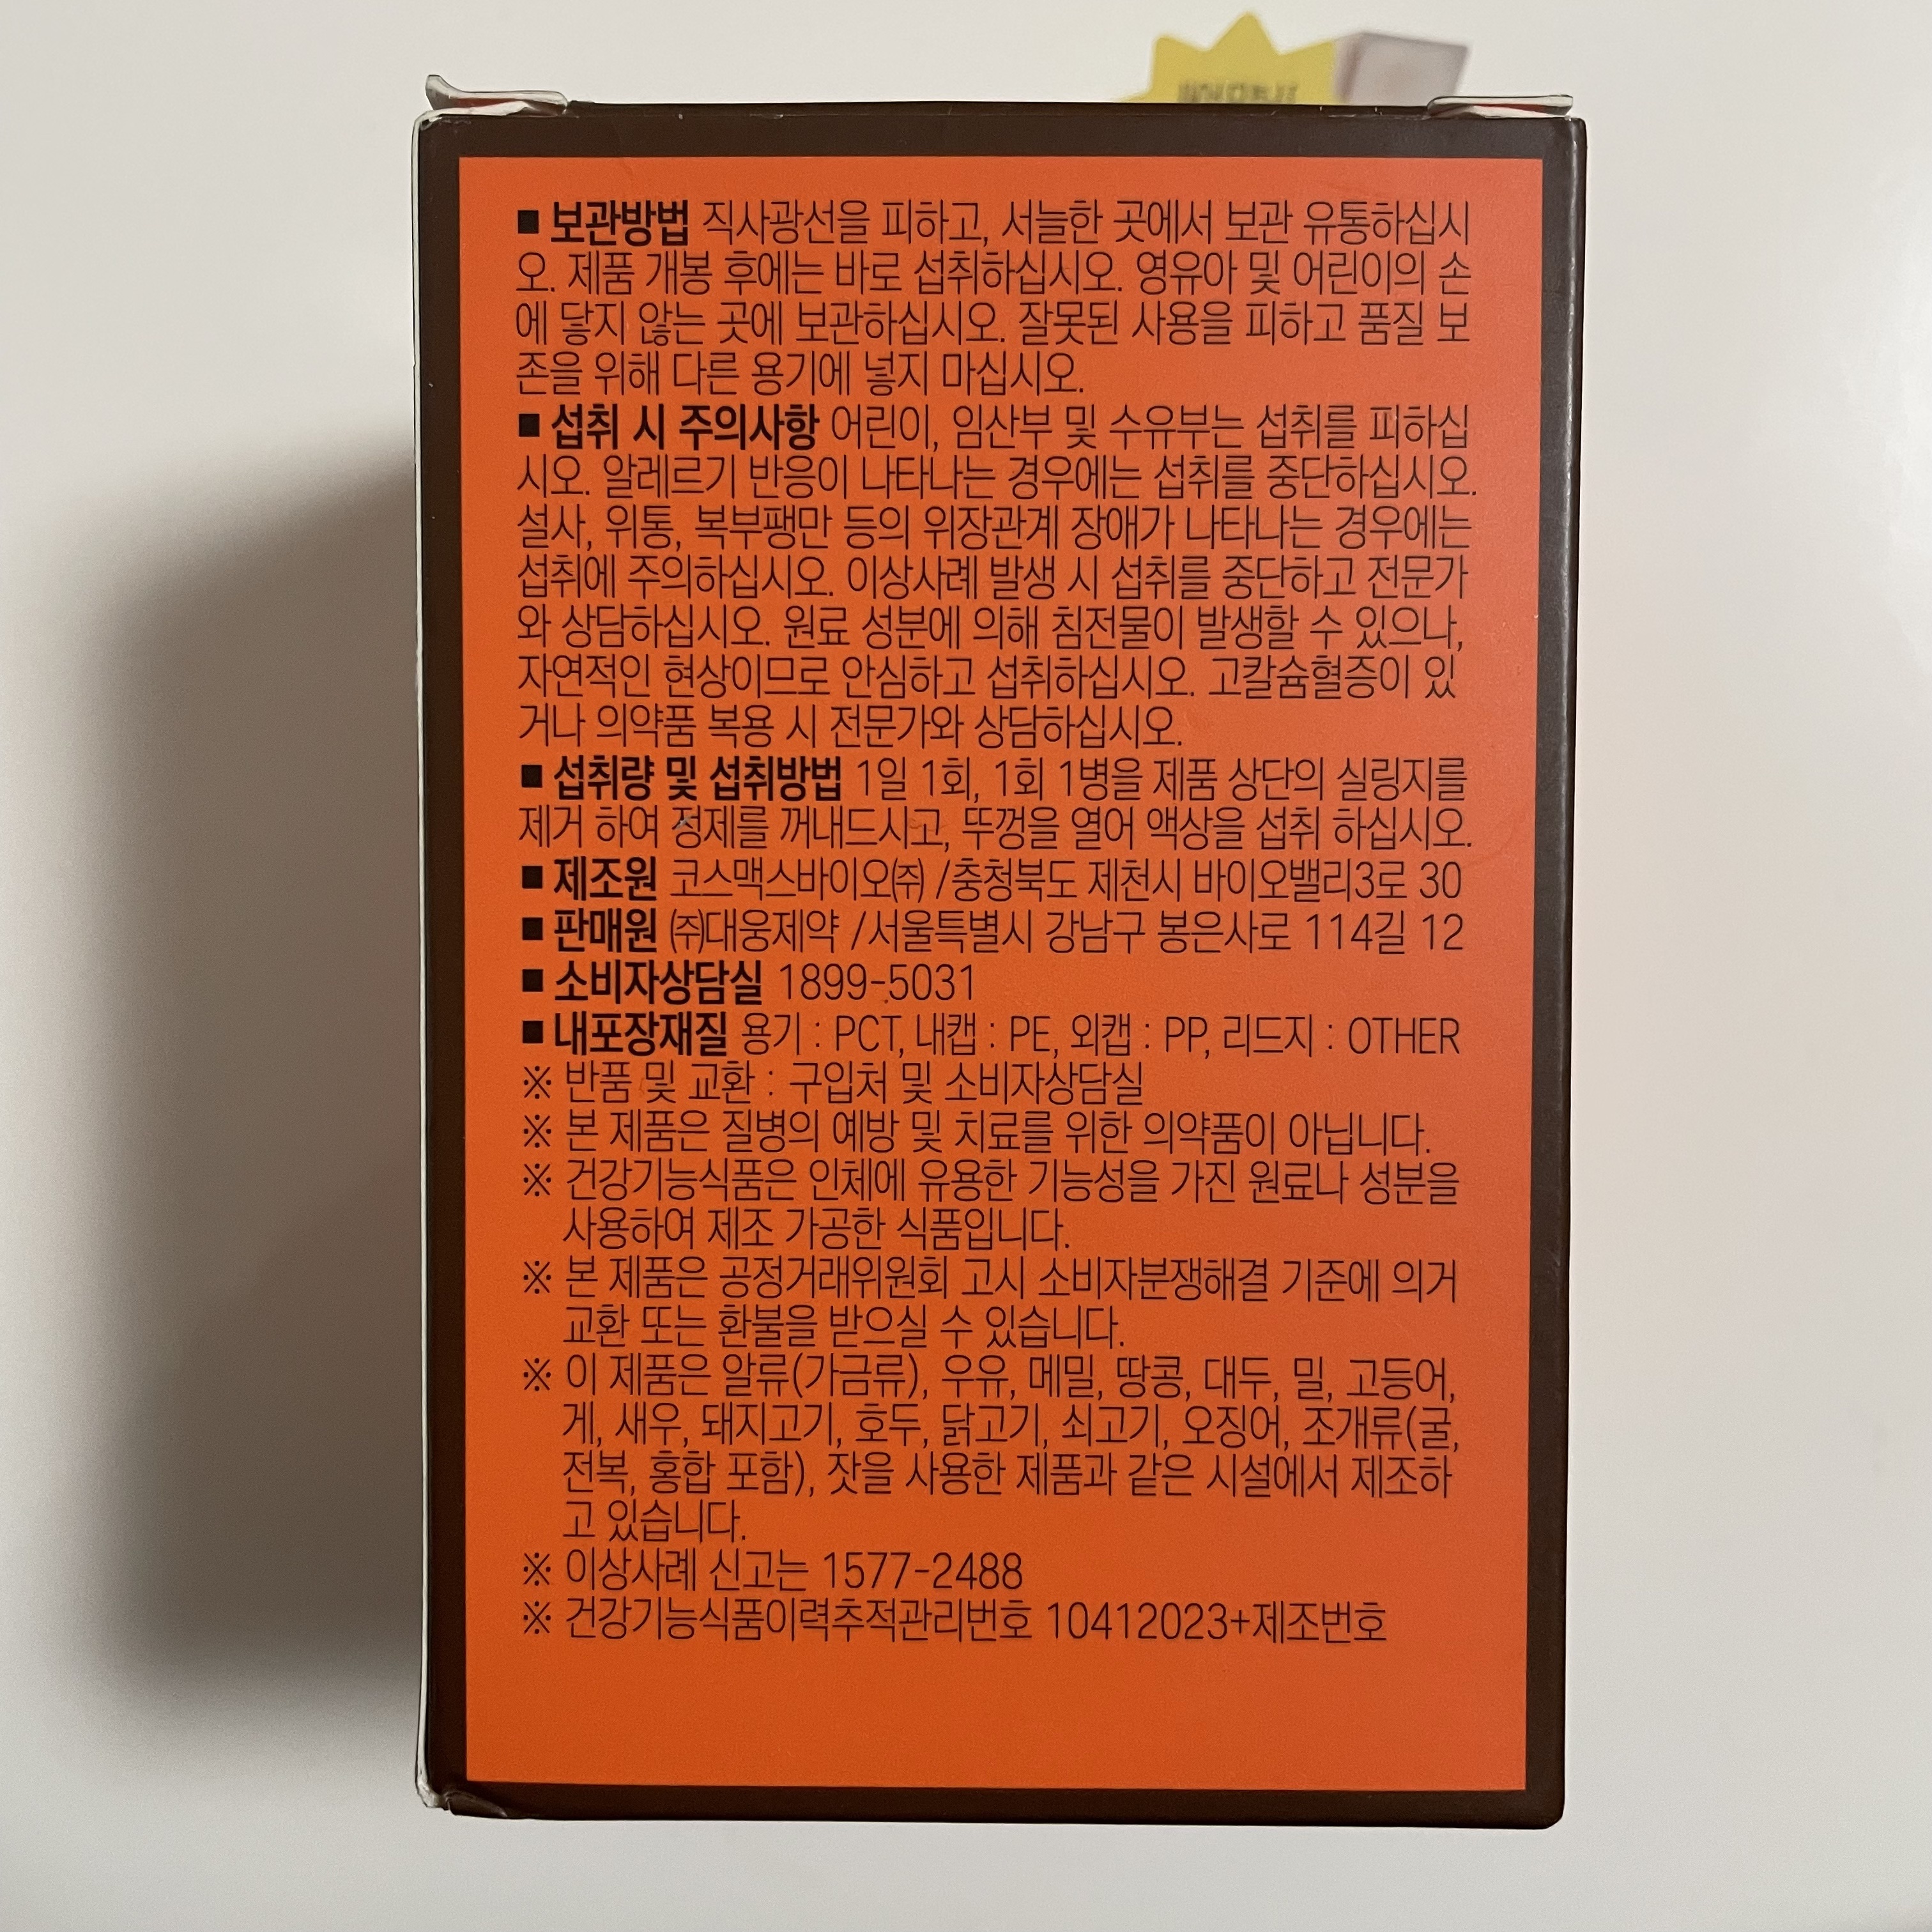 ■ 보관방법 직사광선을 피하고, 서늘한 곳에서 보관 유통하십시
오. 제품 개봉 후에는 바로 섭취하십시오. 영유아 및 어린이의 손
에 닿지 않는 곳에 보관하십시오. 잘못된 사용을 피하고 품질 보
존을 위해 다른 용기에 넣지 마십시오.
■ 섭취 시 주의사항 어린이, 임산부 및 수유부는 섭취를 피하십
시오. 알레르기 반응이 나타나는 경우에는 섭취를 중단하십시오.
설사, 위통, 복부팽만 등의 위장관계 장애가 나타나는 경우에는
섭취에 주의하십시오. 이상사례 발생 시 섭취를 중단하고 전문가
와 상담하십시오. 원료 성분에 의해 침전물이 발생할 수 있으나,
자연적인 현상이므로 안심하고 섭취하십시오. 고칼슘혈증이 있
거나 의약품 복용 시 전문가와 상담하십시오.
■ 섭취량 및 섭취방법 1일 1회, 1회 1병을 제품 상단의 실링지를
제거 하여 정제를 꺼내드시고, 뚜껑을 열어 액상을 섭취 하십시오.
■ 제조원 코스맥스바이오㈜ /충청북도 제천시 바이오밸리3로 30
■ 판매원 ㈜대웅제약 /서울특별시 강남구 봉은사로 114길 12
■ 소비자상담실 1899-5031
■ 내포장재질 용기 : PCT, 내캡 : PE, 외캡 : PP, 리드지 : OTHER
※ 반품 및 교환 : 구입처 및 소비자상담실
※ 본 제품은 질병의 예방 및 치료를 위한 의약품이 아닙니다.
※ 건강기능식품은 인체에 유용한 기능성을 가진 원료나 성분을
사용하여 제조 가공한 식품입니다.
※ 본 제품은 공정거래위원회 고시 소비자분쟁해결 기준에 의거
교환 또는 환불을 받으실 수 있습니다.
※ 이 제품은 알류(가금류), 우유, 메밀, 땅콩, 대두, 밀, 고등어,
게, 새우, 돼지고기, 호두, 닭고기, 쇠고기, 오징어, 조개류(굴,
전복, 홍합 포함), 잣을 사용한 제품과 같은 시설에서 제조하
고 있습니다.
※ 이상사례 신고는 1577-2488
※ 건강기능식품이력추적관리번호 10412023+제조번호